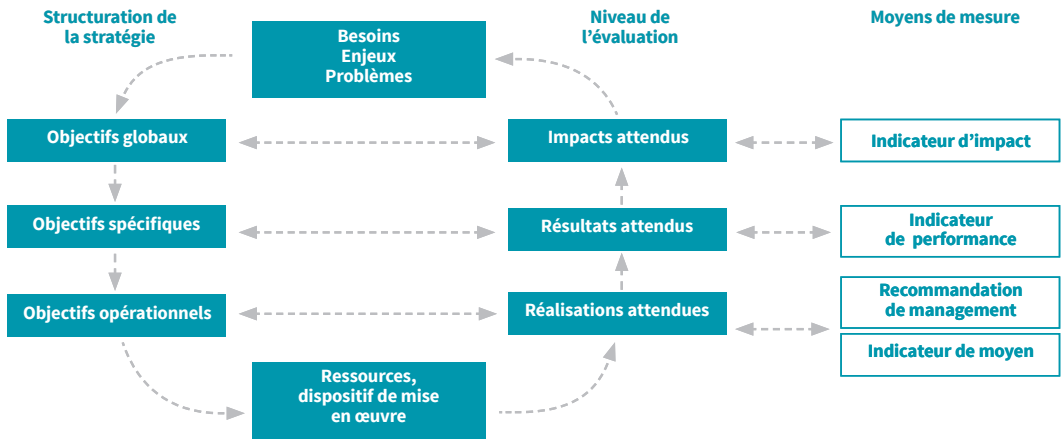 Structuration de
la stratégie
Niveau de
l’évaluation
Moyens de mesure
Besoins
Enjeux
Problèmes
Objectifs globaux
Impacts attendus
Indicateur d’impact
Objectifs spécifiques
Résultats attendus
Indicateur
de performance
Objectifs opérationnels
Réalisations attendues
Recommandation
de management
Indicateur de moyen
Ressources,
dispositif de mise
en œuvre